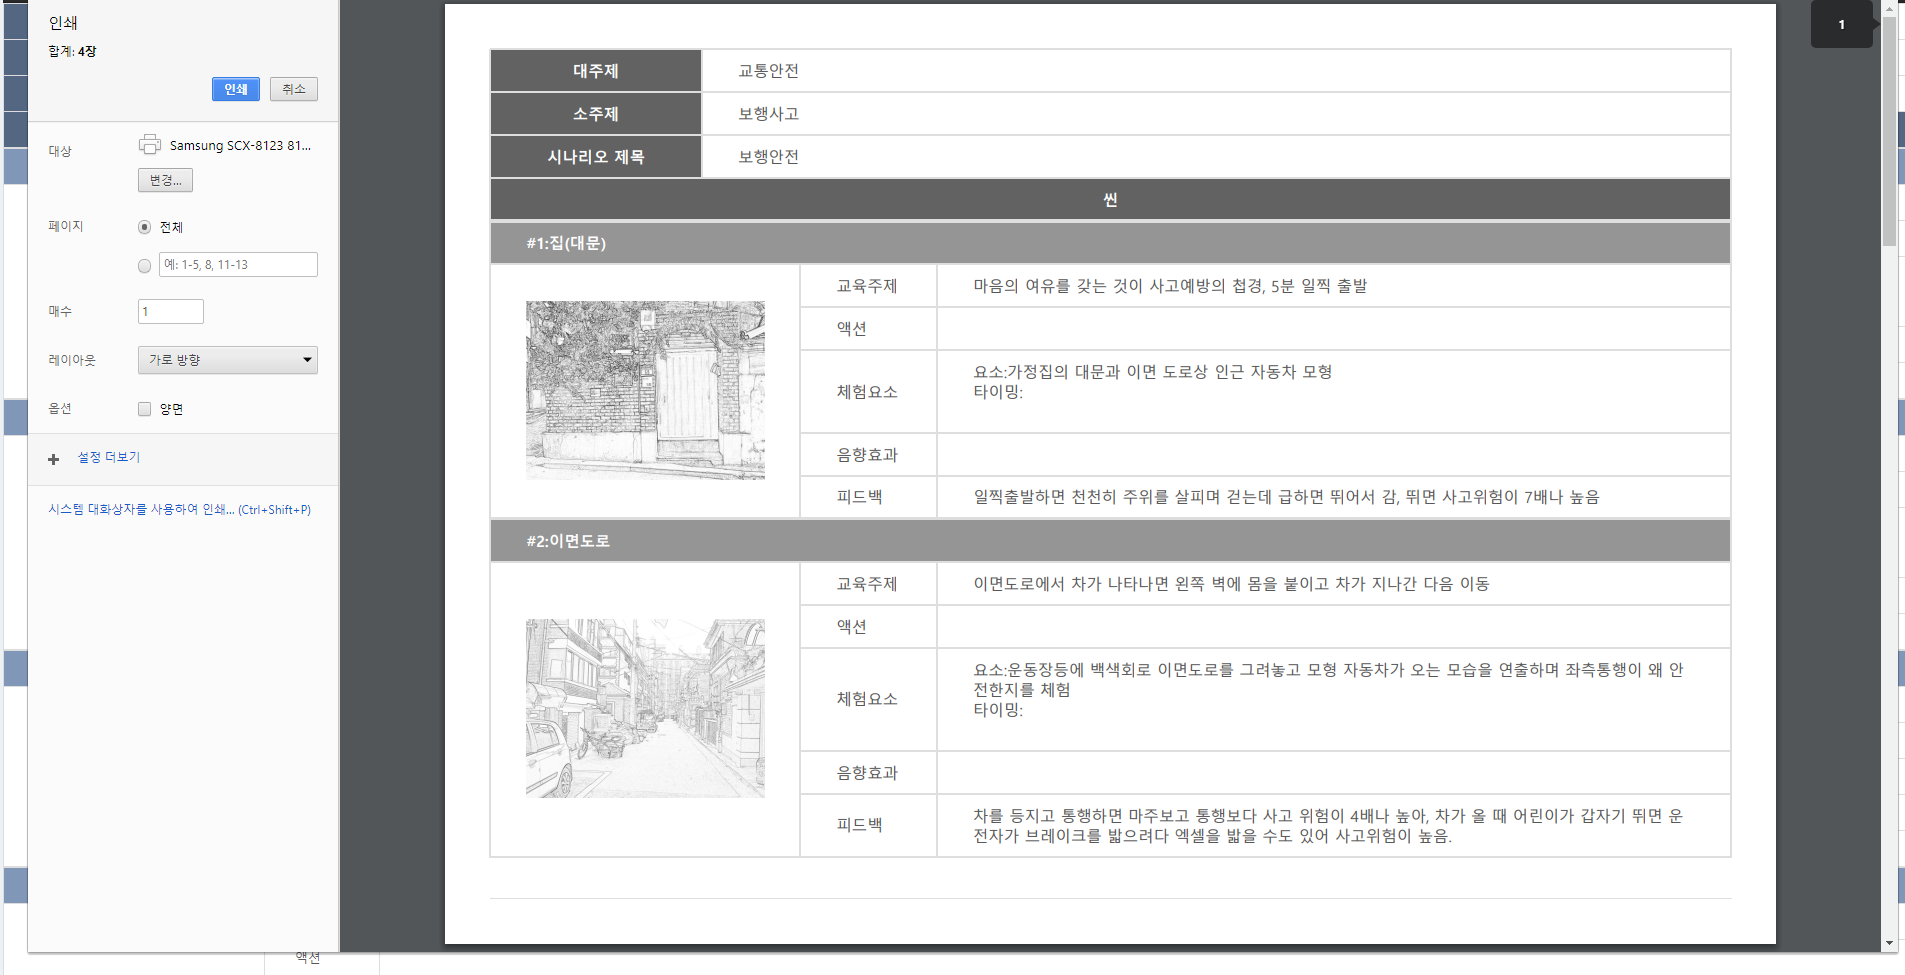 인쇄
합계: 4장
인쇄
취소
대상
Samsung SCX-8123 81...
변경...
페이지
전체
예: 1-5, 8, 11-13
매수
1
레이아웃
가로 방향
옵션
양면
설정 더보기
시스템 대화상자를 사용하여 인쇄... (Ctrl+Shift+P)
액션
1
대주제
교통안전
소주제
보행사고
시나리오 제목
보행안전
씬
#1:집(대문)
교육주제
마음의 여유를 갖는 것이 사고예방의 첩경, 5분 일찍 출발
액션
체험요소
요소:가정집의 대문과 이면 도로상 인근 자동차 모형
타이밍:
음향효과
피드백
일찍출발하면 천천히 주위를 살피며 걷는데 급하면 뛰어서 감, 뛰면 사고위험이 7배나 높음
#2:이면도로
교육주제
이면도로에서 차가 나타나면 왼쪽 벽에 몸을 붙이고 차가 지나간 다음 이동
액션
체험요소
요소:운동장등에 백색회로 이면도로를 그려놓고 모형 자동차가 오는 모습을 연출하며 좌측통행이 왜 안
전한지를 체험
타이밍:
음향효과
피드백
차를 등지고 통행하면 마주보고 통행보다 사고 위험이 4배나 높아, 차가 올 때 어린이가 갑자기 뛰면 운
전자가 브레이크를 밟으려다 엑셀을 밟을 수도 있어 사고위험이 높음.